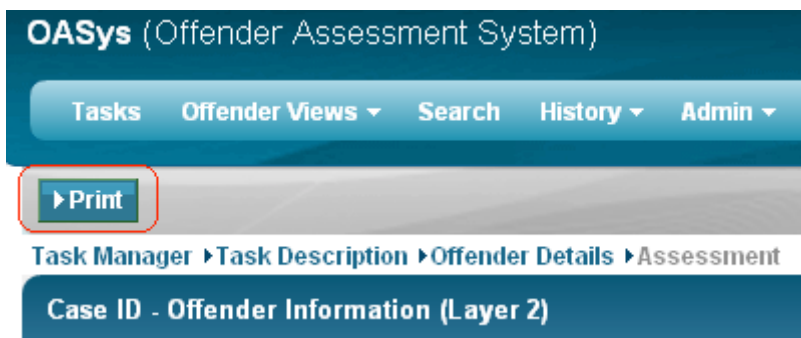 OASys (Offender Assessment System)
Tasks Offender Views Search History Admin
Print
Task Manager Task Description Offender Details Assessment
Case ID - Offender Information (Layer 2)